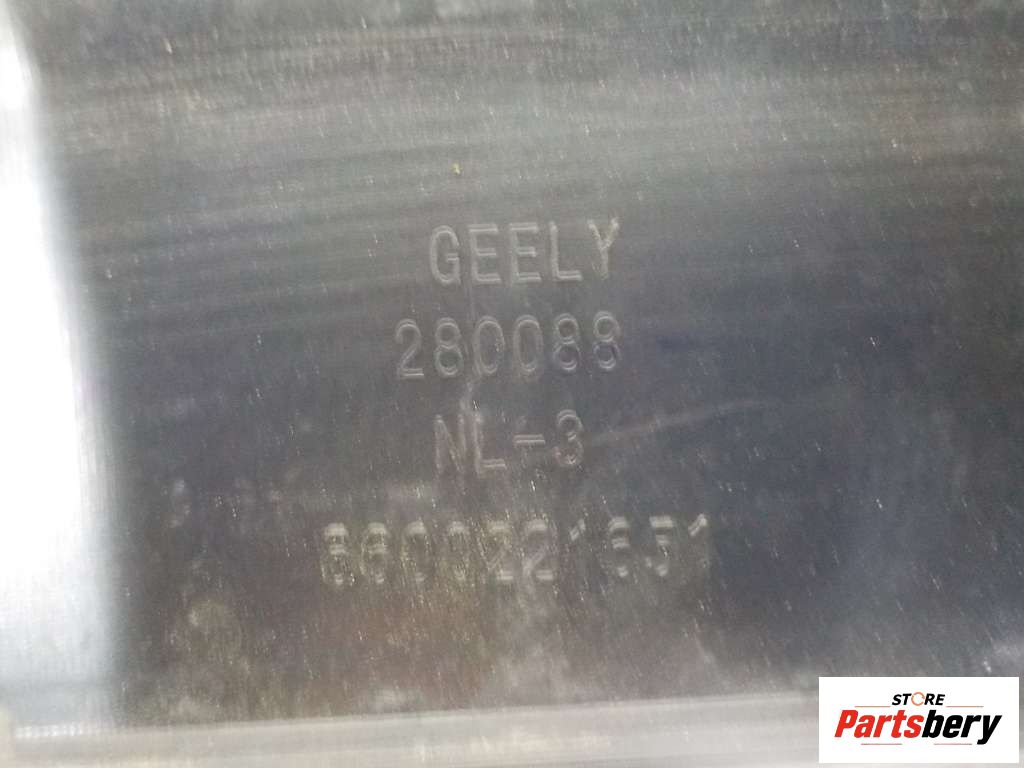 GEELY
280088
NL-3
STORE
Partsbery